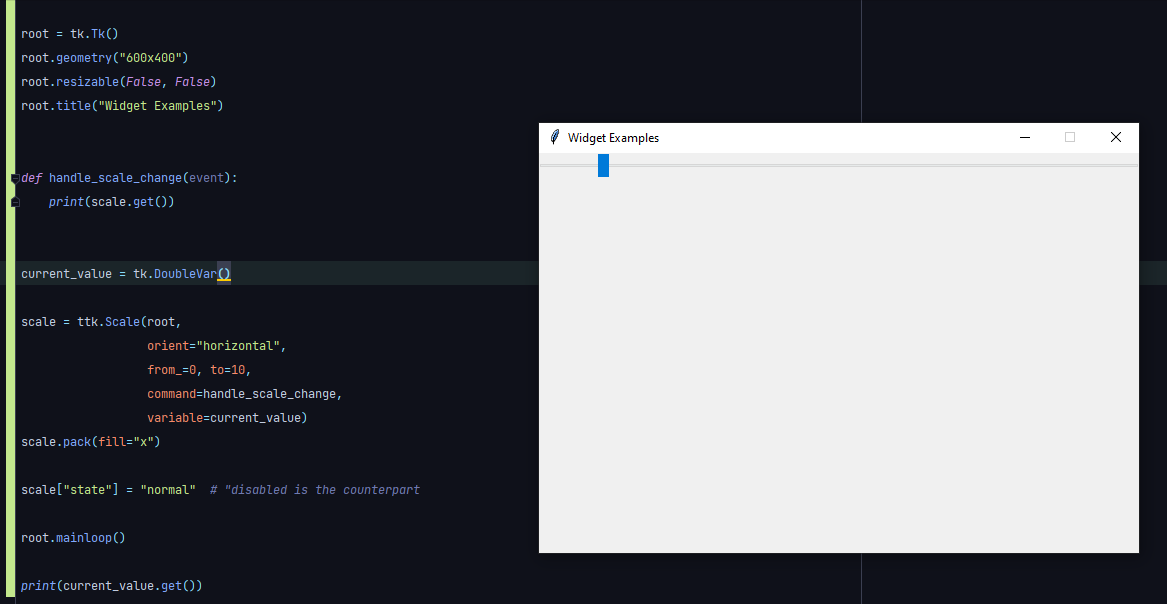 root = tk.Tk()
root.geometry("600x400")
root.resizable(False, False)
root.title("Widget Examples")
Widget Examples
def handle_scale_change(event):
    print(scale.get())
current_value = tk.DoubleVar()
scale = ttk.Scale(root,
                  orient="horizontal",
                  from_=0, to=10,
                  command=handle_scale_change,
                  variable=current_value)
scale.pack(fill="x")
scale["state"] = "normal"  # "disabled is the counterpart
root.mainloop()
print(current_value.get())